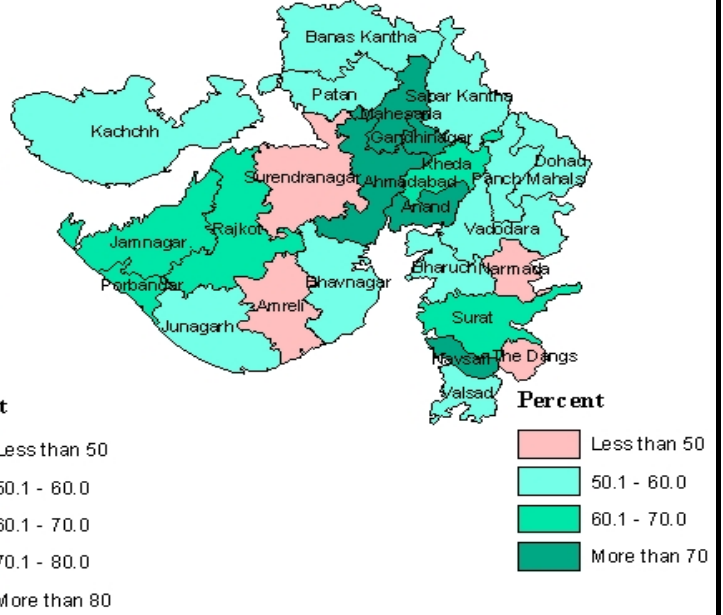 Banas Kantha
Patan
Sabar Kantha
Mahesana
Kachchh
Gandhinagar
Kheda
Dohad
Surendranagar
Ahmadabad
Panch Mahals
Anand
Rajkot
Jamnagar
Vadodara
Bharuch
Narmada
Porbandar
Bhavnagar
Amreli
Junagarh
Surat
Navsari
The Dangs
Valsad
t
Less than 50
50.1 - 60.0
60.1 - 70.0
70.1 - 80.0
More than 80
Percent
Less than 50
50.1 - 60.0
60.1 - 70.0
More than 70